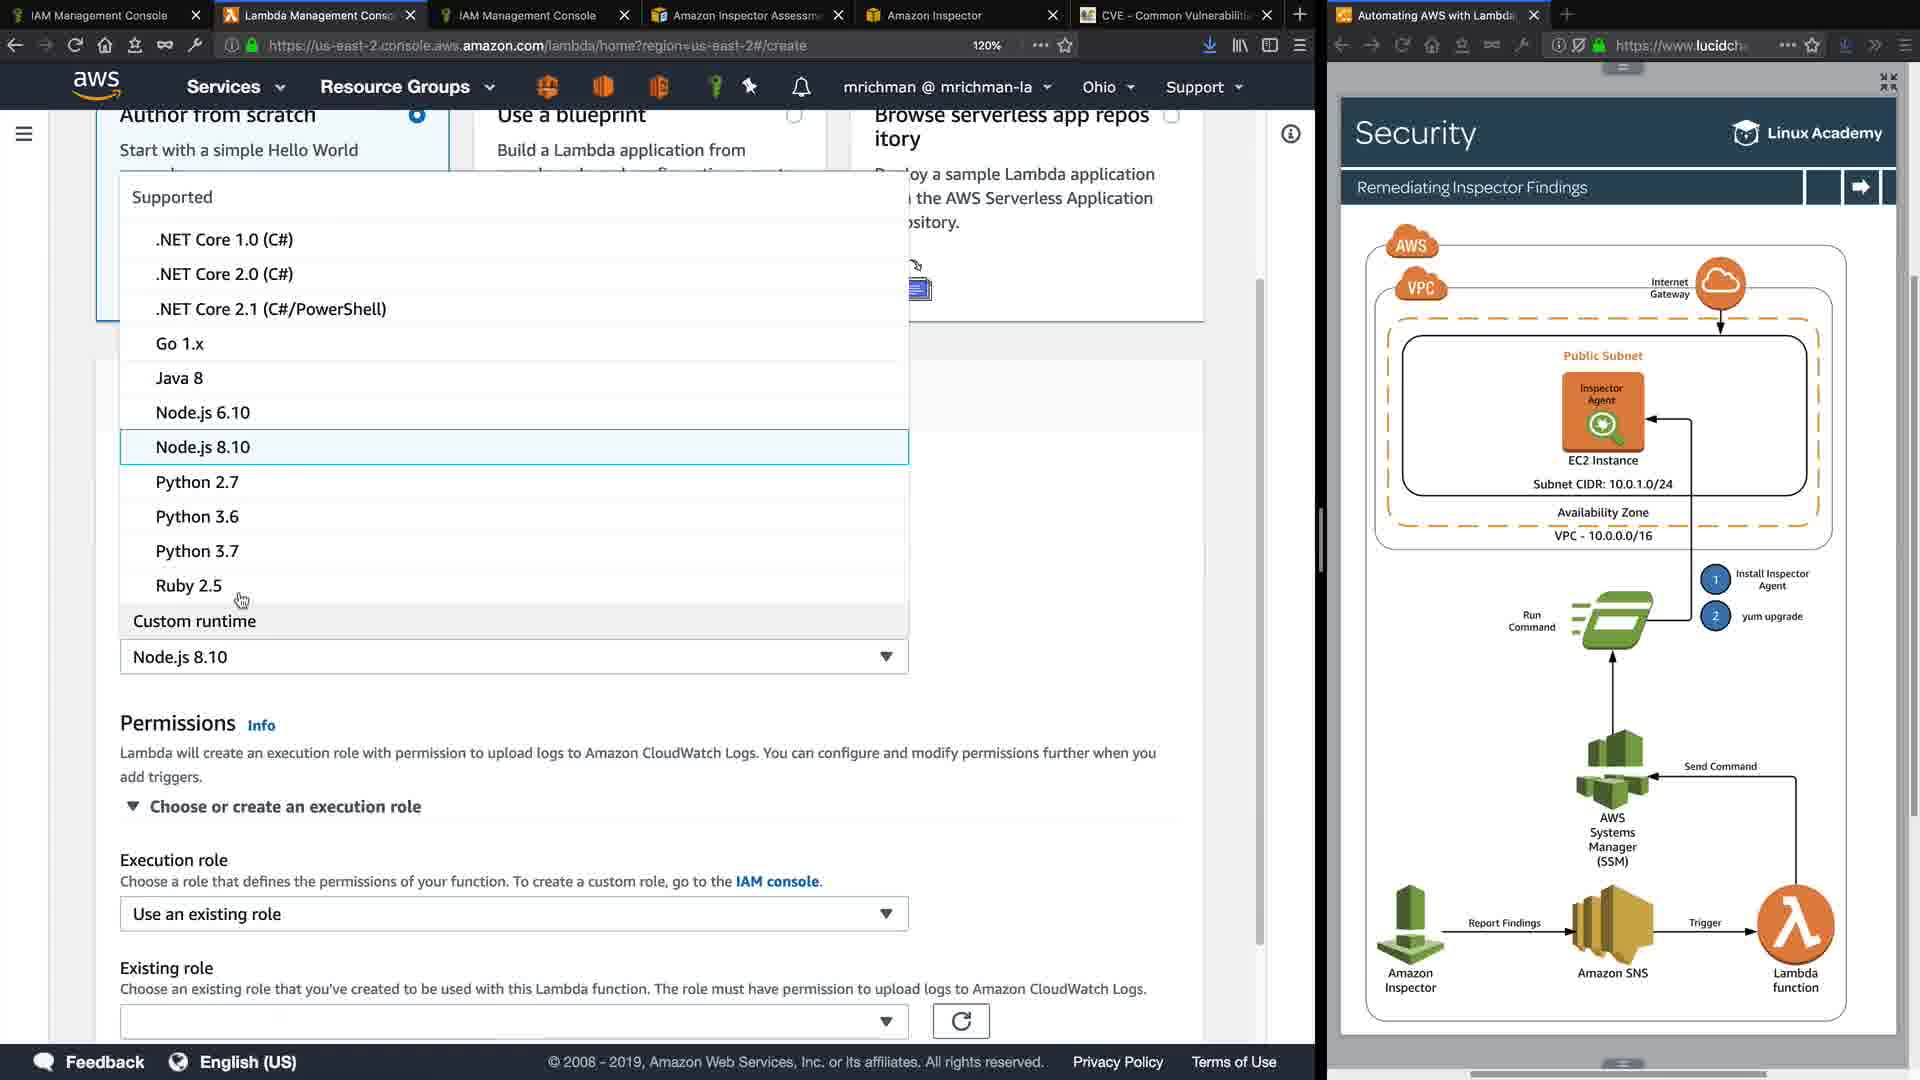 IAM Management Console
Lambda Management Conso
IAM Management Console
Amazon Inspector Assessm
Amazon Inspector
CVE - Common Vulnerabiliti
https://us-east-2.console.aws.amazon.com/lambda/home?region=us-east-2#/create
120%
aws
Services
Resource Groups
mrichman @ mrichman-la
Ohio
Support
Author from scratch
Start with a simple Hello World
Use a blueprint
Build a Lambda application from
Browse serverless app repos
itory
Deploy a sample Lambda application
the AWS Serverless Application
Supported
.NET Core 1.0 (C#)
.NET Core 2.0 (C#)
.NET Core 2.1 (C#/PowerShell)
Go 1.x
Java 8
Node.js 6.10
Node.js 8.10
Python 2.7
Python 3.6
Python 3.7
Ruby 2.5
Custom runtime
Node.js 8.10
Permissions Info
Lambda will create an execution role with permission to upload logs to Amazon CloudWatch Logs. You can configure and modify permissions further when you
add triggers.
Choose or create an execution role
Execution role
Choose a role that defines the permissions of your function. To create a custom role, go to the IAM console.
Use an existing role
Existing role
Choose an existing role that you've created to be used with this Lambda function. The role must have permission to upload logs to Amazon CloudWatch Logs.
Feedback
English (US)
© 2008 - 2019, Amazon Web Services, Inc. or its affiliates. All rights reserved.
Privacy Policy
Terms of Use
Automating AWS with Lambda,
https://www.lucidch
Security
Linux Academy
Remediating Inspector Findings
AWS
VPC
Internet
Gateway
Public Subnet
Inspector
Agent
EC2 Instance
Subnet CIDR: 10.0.1.0/24
Availability Zone
VPC - 10.0.0.0/16
1
Install Inspector
Agent
2
yum upgrade
Run
Command
AWS
Systems
Manager
(SSM)
Send Command
Report Findings
Trigger
Amazon
Inspector
Amazon SNS
Lambda
function